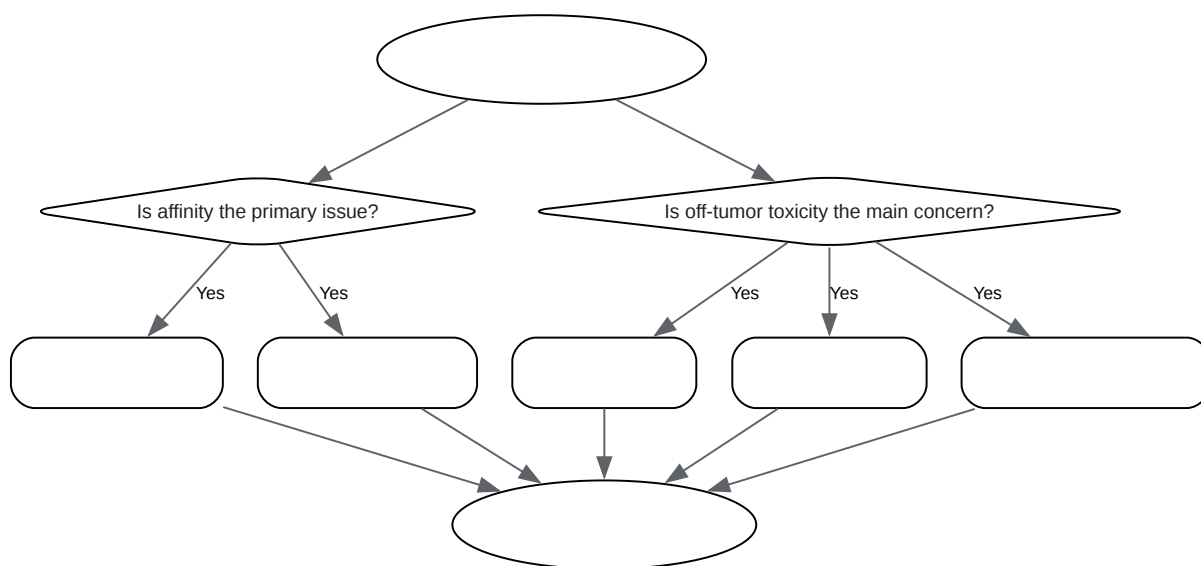 Is affinity the primary issue?
Is off-tumor toxicity the main concern?
Yes
Yes
Yes
Yes
Yes